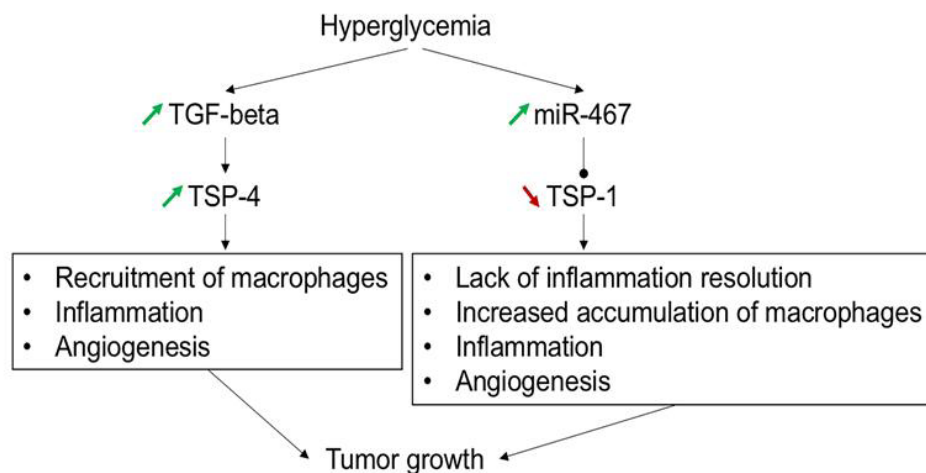 Hyperglycemia
TGF-beta
miR-467
TSP-4
TSP-1
• Recruitment of macrophages
• Inflammation
• Angiogenesis
• Lack of inflammation resolution
• Increased accumulation of macrophages
• Inflammation
• Angiogenesis
Tumor growth